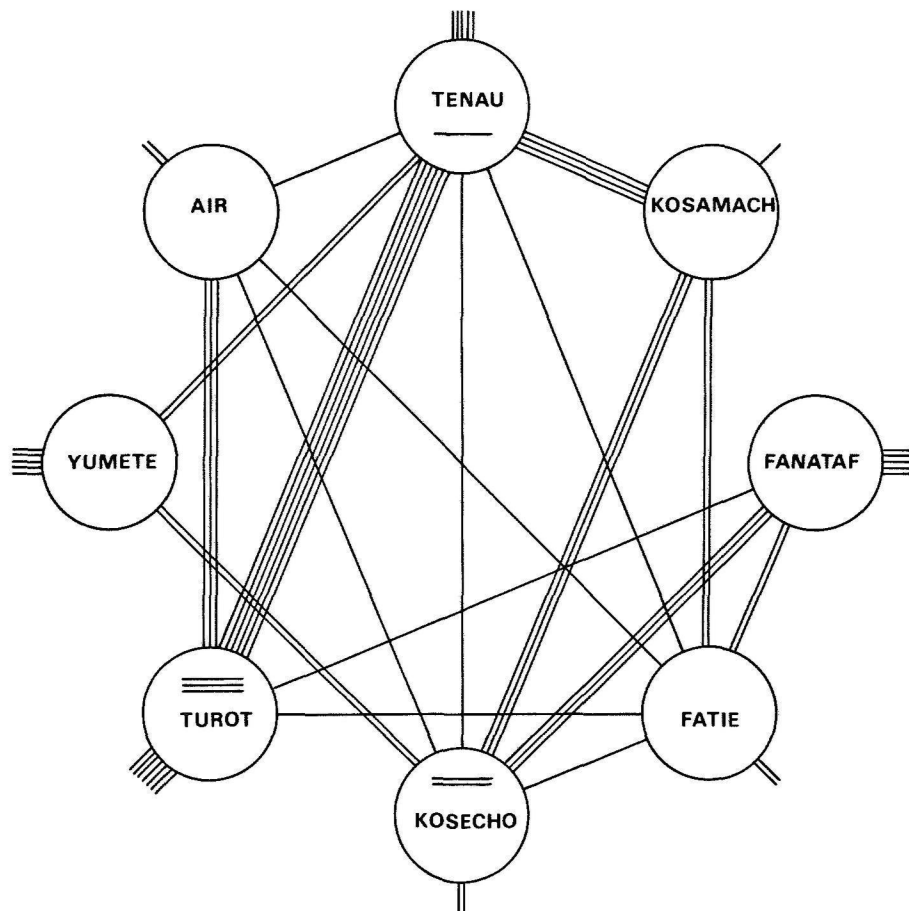 TENAU
AIR
KOSAMACH
YUMETE
FANATAF
TUROT
FATIE
KOSECHO